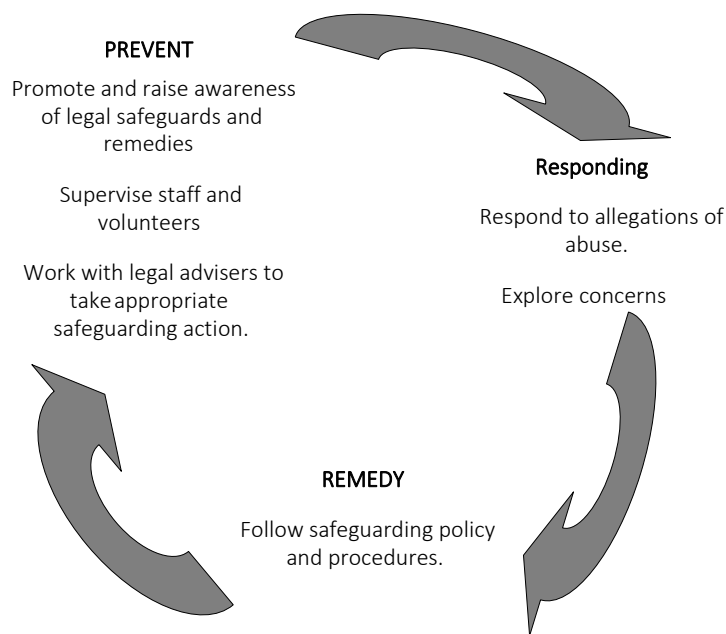 PREVENT
Promote and raise awareness
of legal safeguards and
remedies
Supervise staff and
volunteers
Work with legal advisers to
take appropriate
safeguarding action.
Responding
Respond to allegations of
abuse.
Explore concerns
REMEDY
Follow safeguarding policy
and procedures.